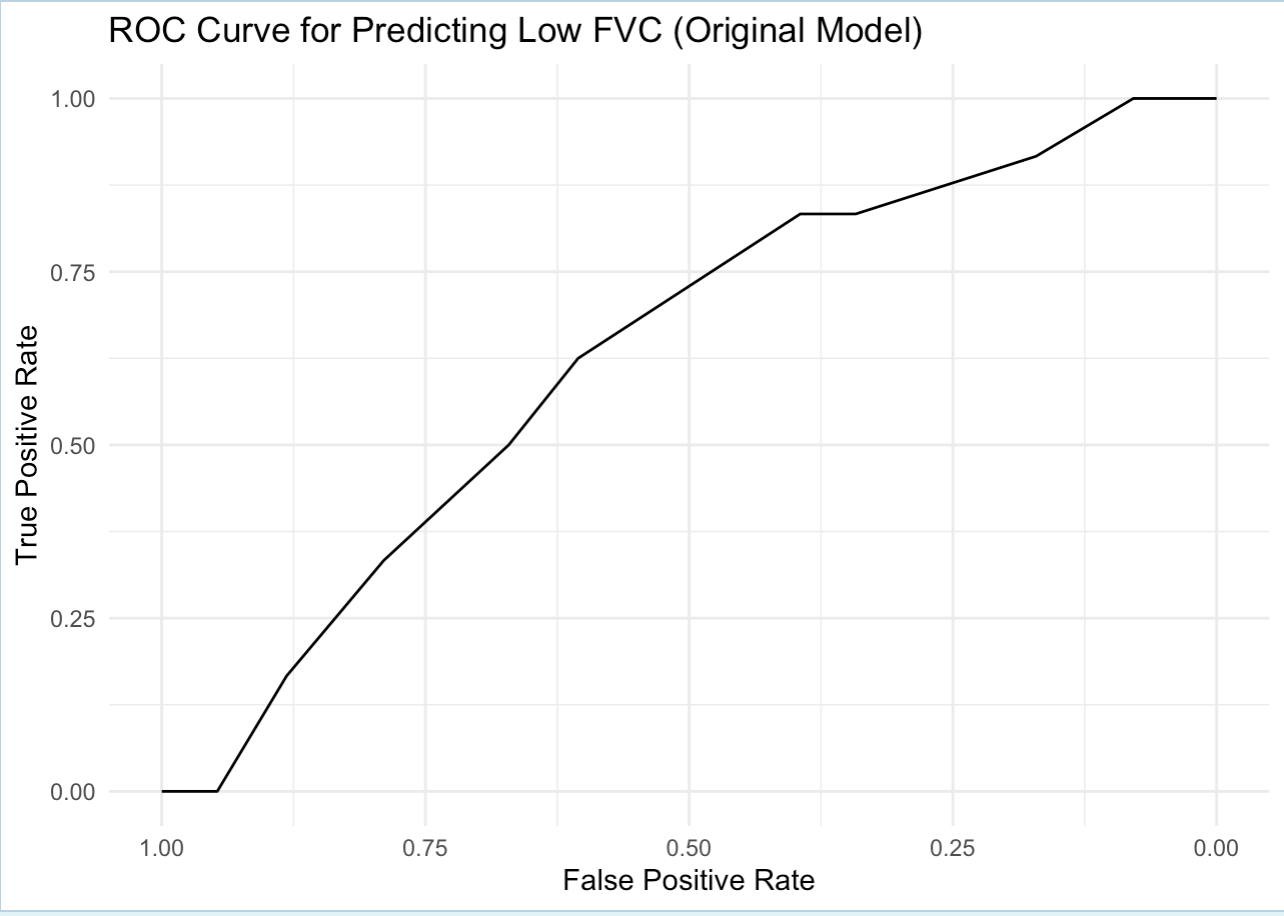 ROC Curve for Predicting Low FVC (Original Model)
True Positive Rate
1.00
0.75
0.50
0.25
0.00
1.00 0.75 0.50 0.25 0.00
False Positive Rate